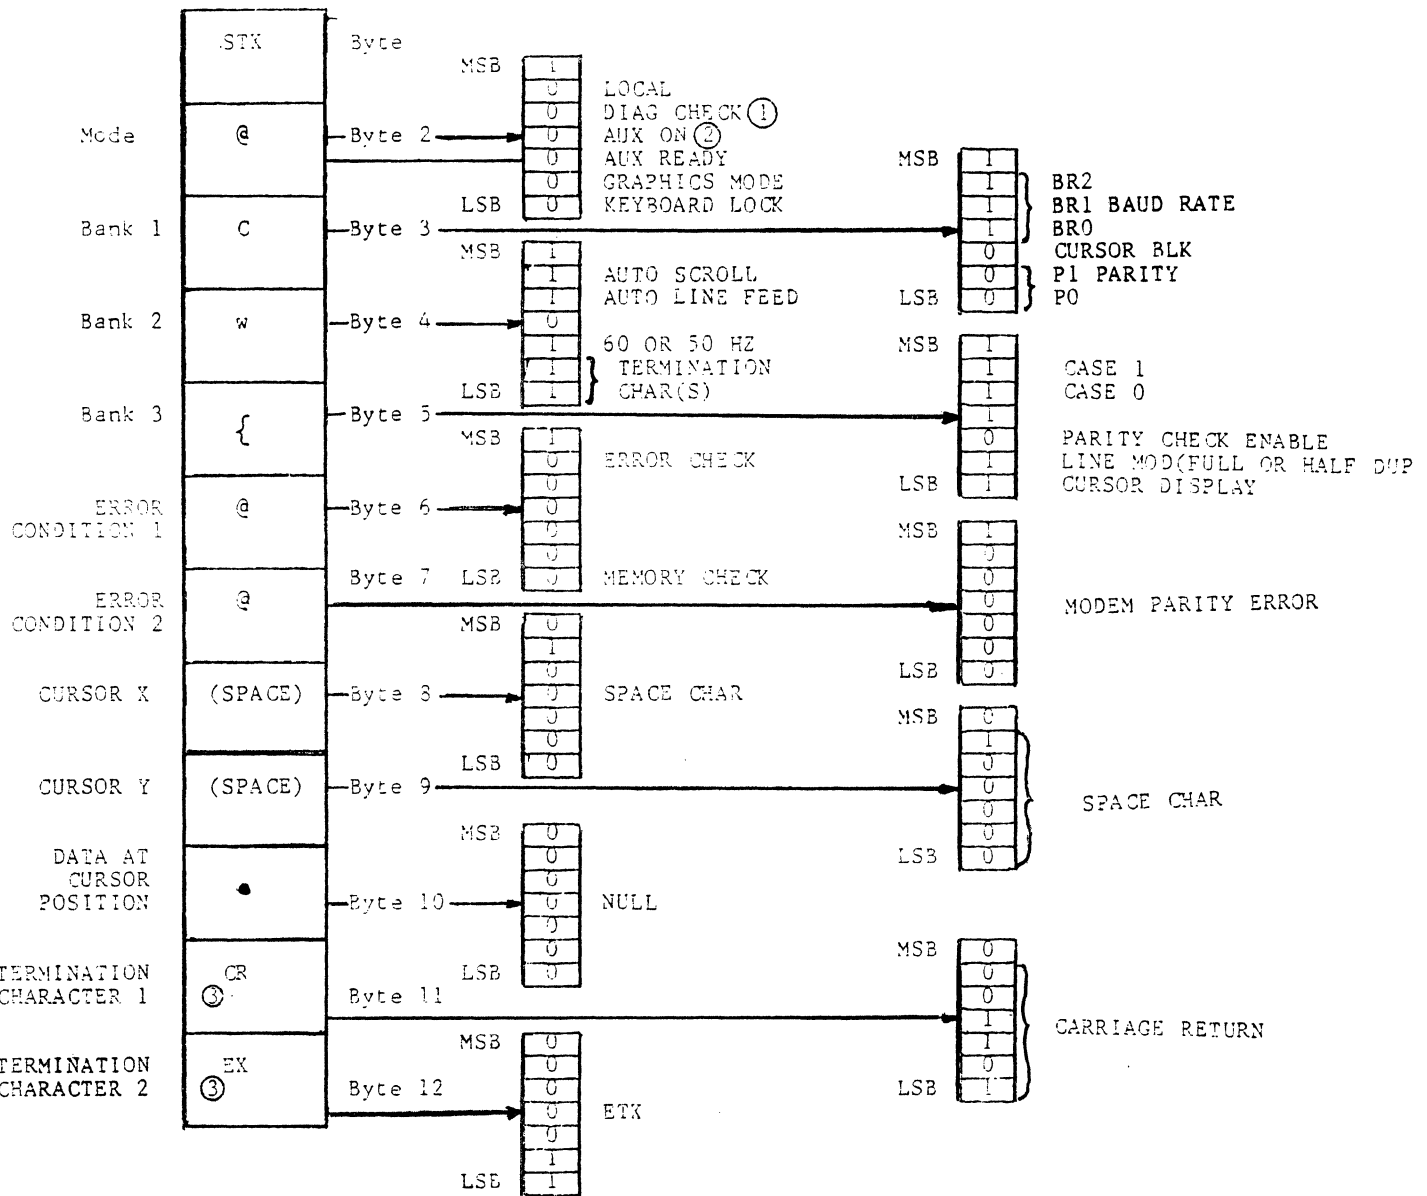 STX Byte
MSB 1
0 LOCAL
0 DIAG CHECK ①
Mode @ Byte 2 0 AUX ON ②
0 AUX READY
0 GRAPHICS MODE
LSB 0 KEYBOARD LOCK
MSB 1
1 BR2
1 BR1 BAUD RATE
Bank 1 C Byte 3 1 BR0
0 CURSOR BLK
0 P1 PARITY
LSB 0 P0
MSB 1
1 AUTO SCROLL
1 AUTO LINE FEED
Bank 2 w Byte 4 0
1 60 OR 50 HZ
1 TERMINATION
LSB 1 CHAR(S)
MSB 1
1 CASE 1
1 CASE 0
Bank 3 { Byte 5 1
0 PARITY CHECK ENABLE
1 LINE MOD(FULL OR HALF DUP
LSB 1 CURSOR DISPLAY
MSB 1
0 ERROR CHECK
0
ERROR @ Byte 6 0
CONDITION 1 0
0
LSB 0 MEMORY CHECK
MSB 1
0
0
ERROR @ Byte 7 0 MODEM PARITY ERROR
CONDITION 2 0
0
LSB 0
MSB 0
1
0
CURSOR X (SPACE) Byte 8 0 SPACE CHAR
0
0
LSB 0
MSB 0
1
0
CURSOR Y (SPACE) Byte 9 0 SPACE CHAR
0
0
LSB 0
MSB 0
0
DATA AT 0
CURSOR
POSITION Byte 10 0 NULL
0
0
LSB 0
MSB 0
0
TERMINATION CR 0
CHARACTER 1 ③ Byte 11 1 CARRIAGE RETURN
1
0
LSB 1
MSB 0
TERMINATION EX 0
CHARACTER 2 ③ Byte 12 0
0 ETX
0
1
LSB 1